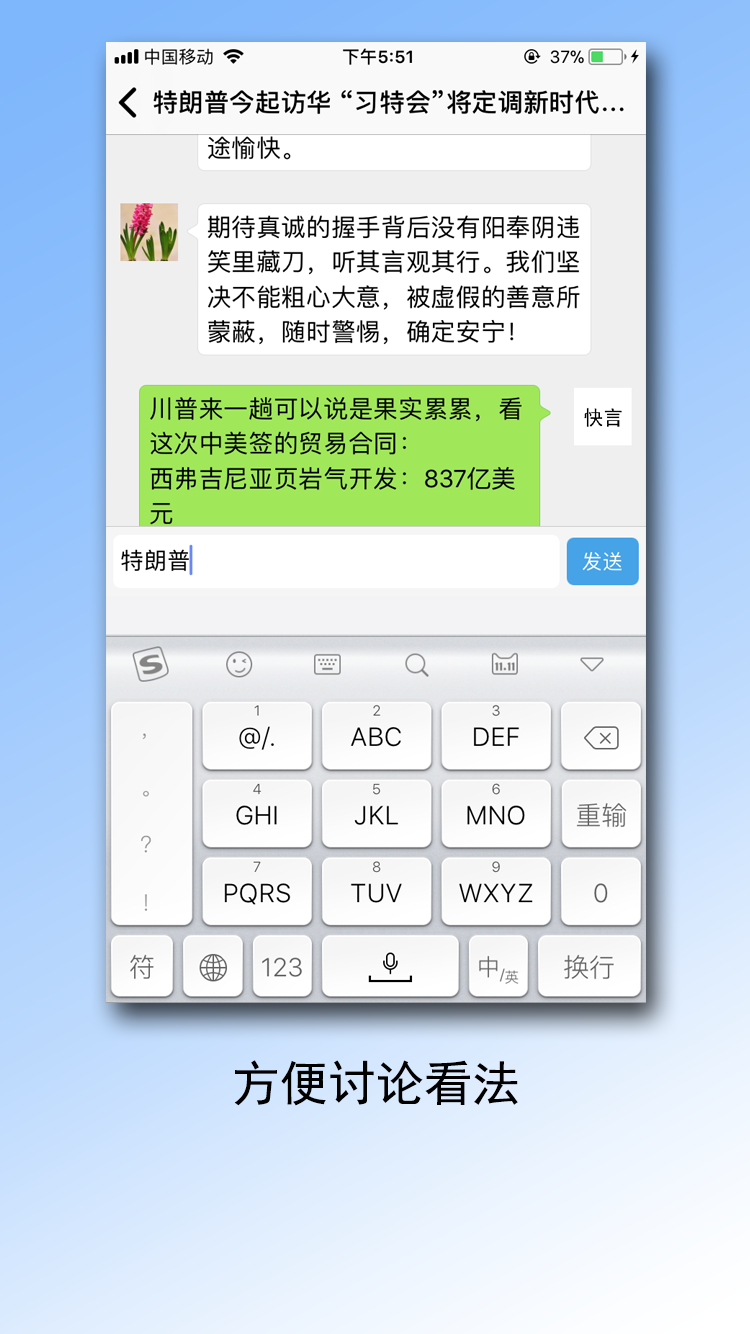 中国移动
下午5:51
37%
特朗普今起访华 “习特会”将定调新时代...
途愉快。
期待真诚的握手背后没有阳奉阴违
笑里藏刀，听其言观其行。我们坚
决不能粗心大意，被虚假的善意所
蒙蔽，随时警惕，确定安宁！
快言
川普来一趟可以说是果实累累，看
这次中美签的贸易合同：
西弗吉尼亚页岩气开发：837亿美
元
特朗普
发送
S
11.11
，
1
@/.
2
ABC
3
DEF
。
4
GHI
5
JKL
6
MNO
重输
?
!
7
PQRS
8
TUV
9
WXYZ
0
符
123
中/英
换行
方便讨论看法